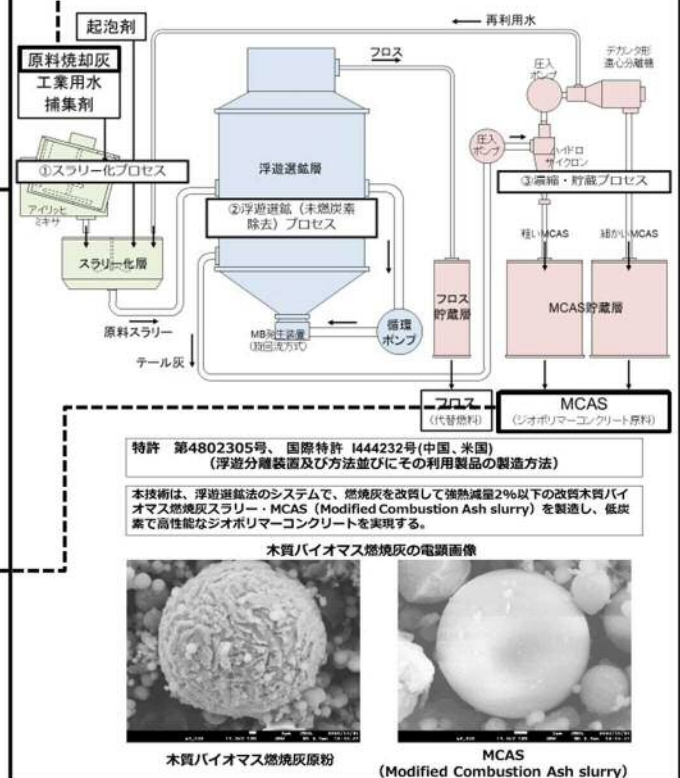 起泡剤
再利用水
原料焼却灰
工業用水
捕集剤
フロス
圧入
ポンプ
デカンタ形
遠心分離機
①スラリー化プロセス
アイリッヒ
ミキサ
浮遊選鉱層
圧入
ポンプ
ハイドロ
サイクロン
③濃縮・貯蔵プロセス
②浮遊選鉱（未燃炭素
除去）プロセス
粗いMCAS
細かいMCAS
スラリー化層
原料スラリー
MB発生装置
循環
ポンプ
フロス
貯蔵層
MCAS貯蔵層
テール灰
フロス
（代替燃料）
MCAS
（ジオポリマーコンクリート原料）
特許　第4802305号、 国際特許 I444232号(中国、米国)
（浮遊分離装置及び方法並びにその利用製品の製造方法）
本技術は、浮遊選鉱法のシステムで、燃焼灰を改質して強熱減量2%以下の改質木質バイ
オマス燃焼灰スラリー・MCAS（Modified Combustion Ash slurry）を製造し、低炭
素で高性能なジオポリマーコンクリートを実現する。
木質バイオマス燃焼灰の電顕画像
木質バイオマス燃焼灰原粉
MCAS
(Modified Combustion Ash slurry)